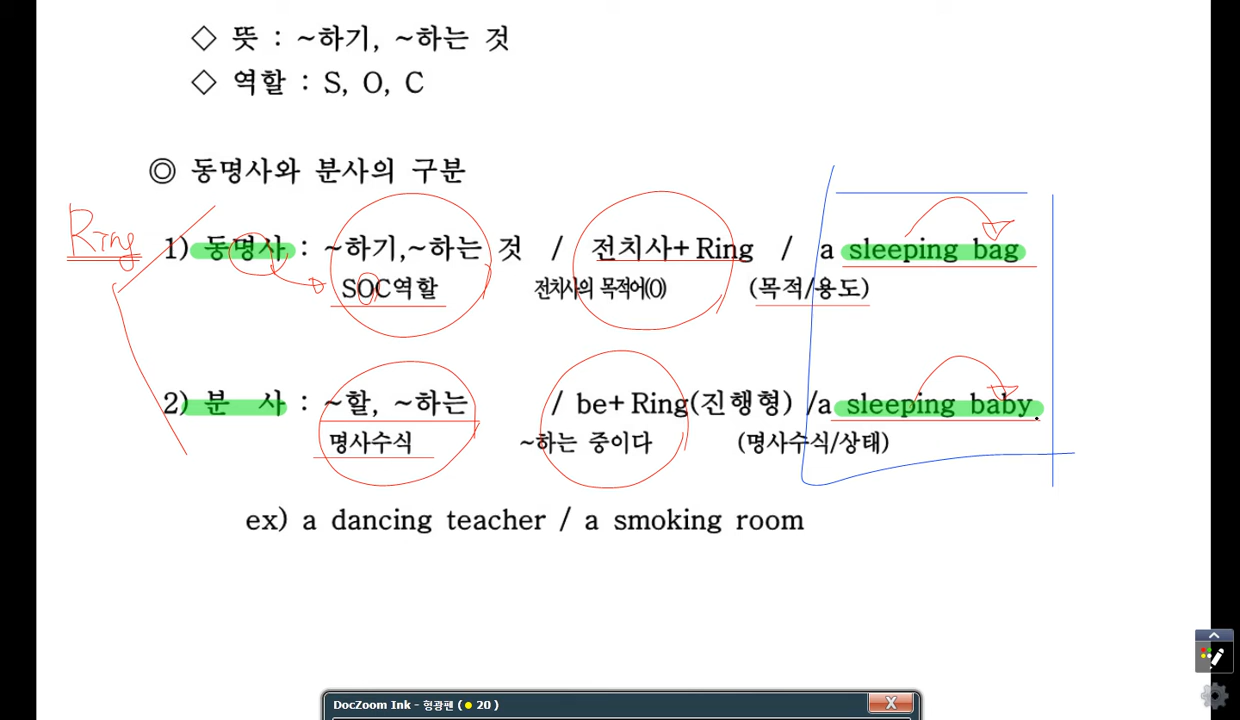 ◇ 뜻 : ~하기, ~하는 것
◇ 역할 : S, O, C
◎ 동명사와 분사의 구분
Ring
1) 동명사 : ~하기,~하는 것 / 전치사+Ring / a sleeping bag
SOC역할 전치사의 목적어(O) (목적/용도)
2) 분 사 : ~할, ~하는 / be+Ring(진행형) /a sleeping baby
명사수식 ~하는 중이다 (명사수식/상태)
ex) a dancing teacher / a smoking room
DocZoom Ink - 형광펜 ( 20 )